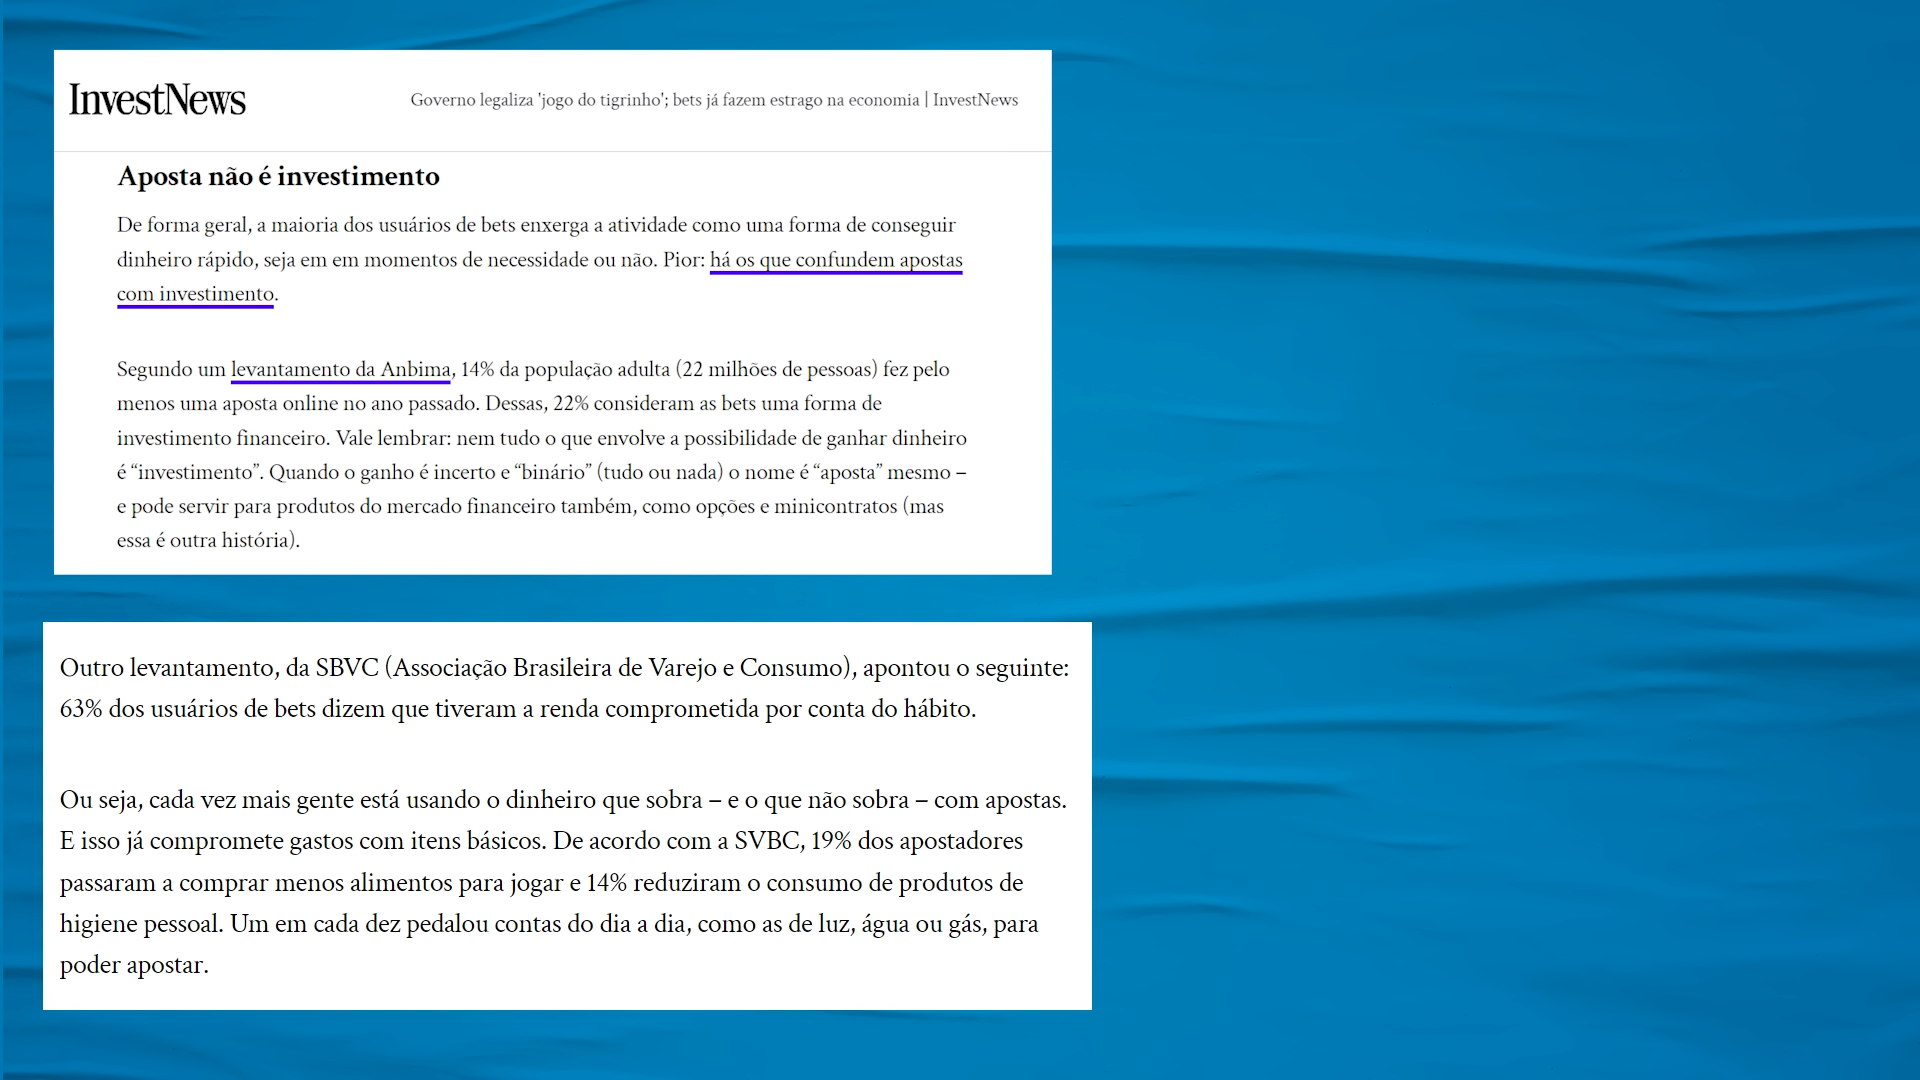 InvestNews
Governo legaliza 'jogo do tigrinho'; bets já fazem estrago na economia | InvestNews
Aposta não é investimento
De forma geral, a maioria dos usuários de bets enxerga a atividade como uma forma de conseguir
dinheiro rápido, seja em em momentos de necessidade ou não. Pior: há os que confundem apostas
com investimento.
Segundo um levantamento da Anbima, 14% da população adulta (22 milhões de pessoas) fez pelo
menos uma aposta online no ano passado. Dessas, 22% consideram as bets uma forma de
investimento financeiro. Vale lembrar: nem tudo o que envolve a possibilidade de ganhar dinheiro
é “investimento”. Quando o ganho é incerto e “binário” (tudo ou nada) o nome é “aposta” mesmo –
e pode servir para produtos do mercado financeiro também, como opções e minicontratos (mas
essa é outra história).
Outro levantamento, da SBVC (Associação Brasileira de Varejo e Consumo), apontou o seguinte:
63% dos usuários de bets dizem que tiveram a renda comprometida por conta do hábito.
Ou seja, cada vez mais gente está usando o dinheiro que sobra – e o que não sobra – com apostas.
E isso já compromete gastos com itens básicos. De acordo com a SVBC, 19% dos apostadores
passaram a comprar menos alimentos para jogar e 14% reduziram o consumo de produtos de
higiene pessoal. Um em cada dez pedalou contas do dia a dia, como as de luz, água ou gás, para
poder apostar.